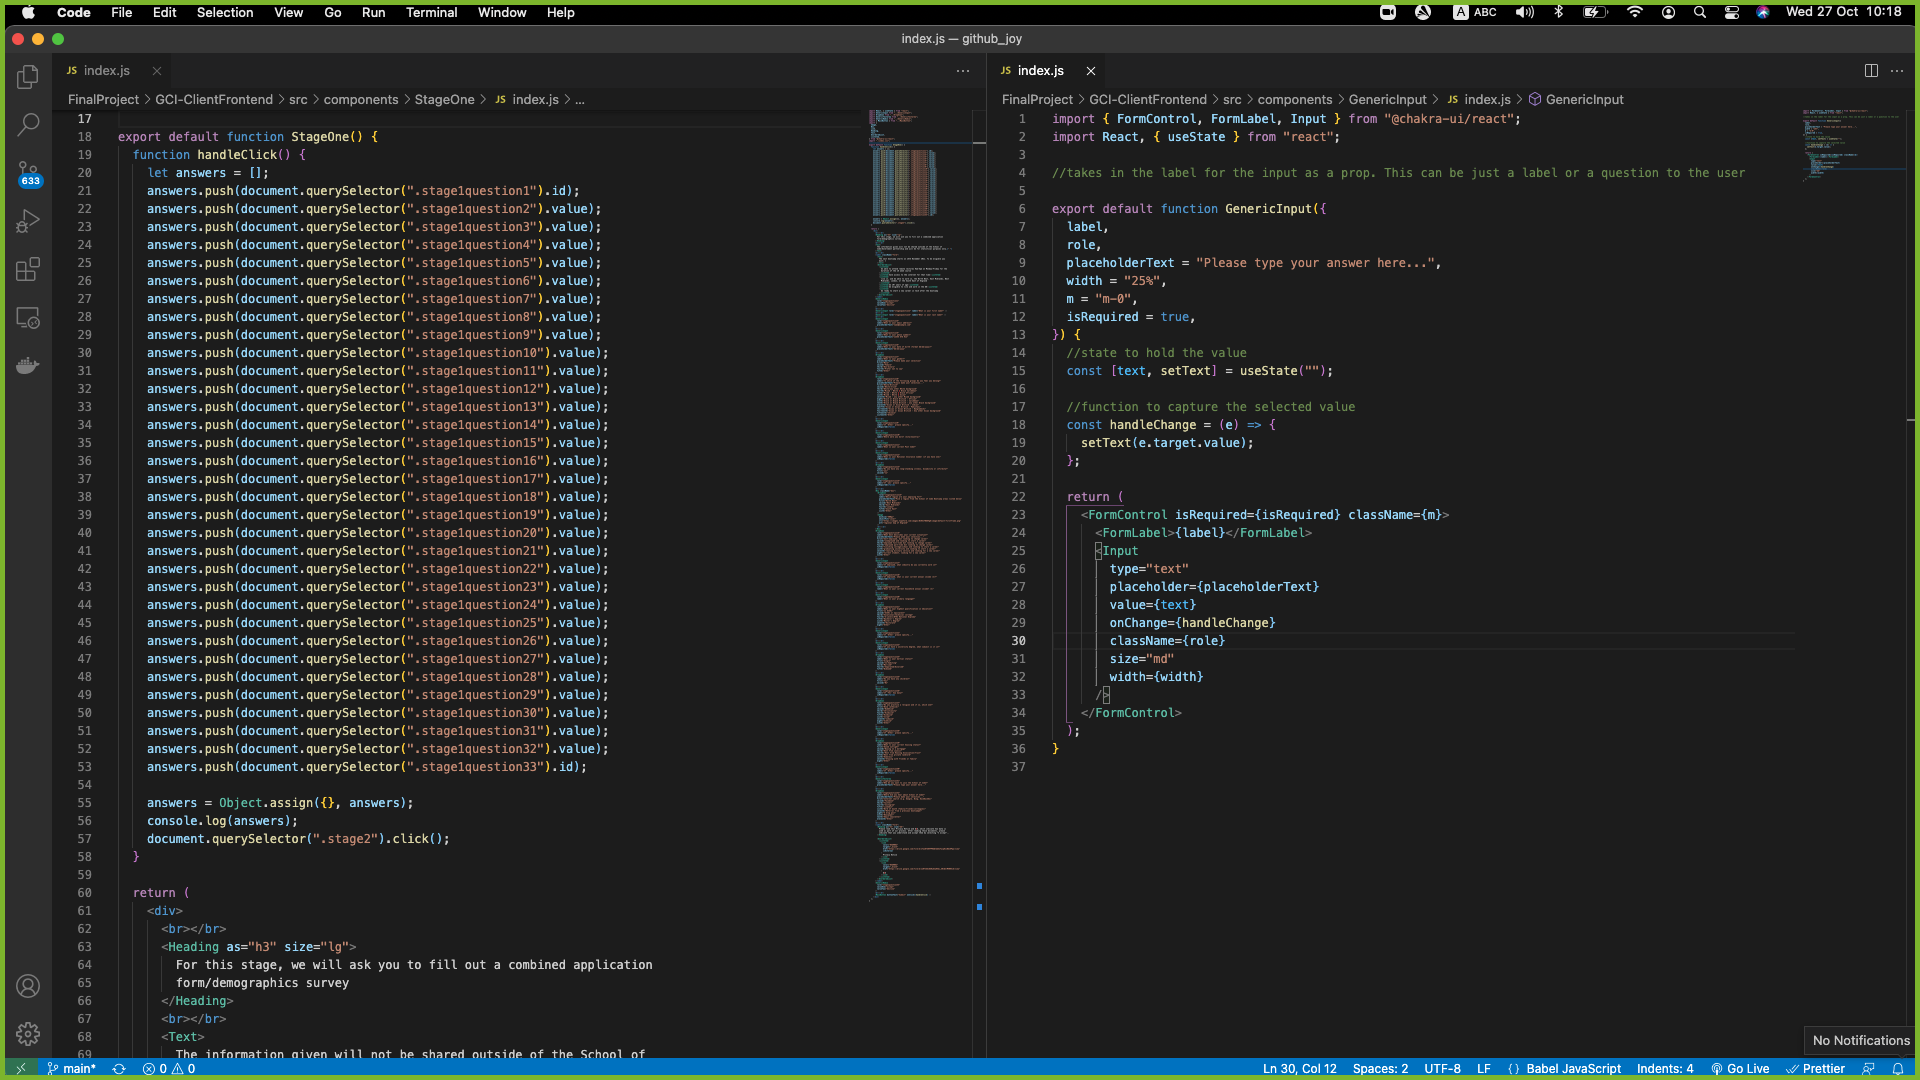 Code File Edit Selection View Go Run Terminal Window Help
A ABC Wed 27 Oct 10:18
index.js — github_joy
JS index.js
FinalProject > GCI-ClientFrontend > src > components > StageOne > JS index.js > ...
17
18 export default function StageOne() {
19 function handleClick() {
20 let answers = [];
21 answers.push(document.querySelector(".stage1question1").id);
22 answers.push(document.querySelector(".stage1question2").value);
23 answers.push(document.querySelector(".stage1question3").value);
24 answers.push(document.querySelector(".stage1question4").value);
25 answers.push(document.querySelector(".stage1question5").value);
26 answers.push(document.querySelector(".stage1question6").value);
27 answers.push(document.querySelector(".stage1question7").value);
28 answers.push(document.querySelector(".stage1question8").value);
29 answers.push(document.querySelector(".stage1question9").value);
30 answers.push(document.querySelector(".stage1question10").value);
31 answers.push(document.querySelector(".stage1question11").value);
32 answers.push(document.querySelector(".stage1question12").value);
33 answers.push(document.querySelector(".stage1question13").value);
34 answers.push(document.querySelector(".stage1question14").value);
35 answers.push(document.querySelector(".stage1question15").value);
36 answers.push(document.querySelector(".stage1question16").value);
37 answers.push(document.querySelector(".stage1question17").value);
38 answers.push(document.querySelector(".stage1question18").value);
39 answers.push(document.querySelector(".stage1question19").value);
40 answers.push(document.querySelector(".stage1question20").value);
41 answers.push(document.querySelector(".stage1question21").value);
42 answers.push(document.querySelector(".stage1question22").value);
43 answers.push(document.querySelector(".stage1question23").value);
44 answers.push(document.querySelector(".stage1question24").value);
45 answers.push(document.querySelector(".stage1question25").value);
46 answers.push(document.querySelector(".stage1question26").value);
47 answers.push(document.querySelector(".stage1question27").value);
48 answers.push(document.querySelector(".stage1question28").value);
49 answers.push(document.querySelector(".stage1question29").value);
50 answers.push(document.querySelector(".stage1question30").value);
51 answers.push(document.querySelector(".stage1question31").value);
52 answers.push(document.querySelector(".stage1question32").value);
53 answers.push(document.querySelector(".stage1question33").id);
54
55 answers = Object.assign({}, answers);
56 console.log(answers);
57 document.querySelector(".stage2").click();
58 }
59
60 return (
61 <div>
62 <br></br>
63 <Heading as="h3" size="lg">
64 For this stage, we will ask you to fill out a combined application
65 form/demographics survey
66 </Heading>
67 <br></br>
68 <Text>
69 The information given will not be shared outside of the School of
JS index.js
FinalProject > GCI-ClientFrontend > src > components > GenericInput > JS index.js > GenericInput
1 import { FormControl, FormLabel, Input } from "@chakra-ui/react";
2 import React, { useState } from "react";
3
4 //takes in the label for the input as a prop. This can be just a label or a question to the user
5
6 export default function GenericInput({
7 label,
8 role,
9 placeholderText = "Please type your answer here...",
10 width = "25%",
11 m = "m-0",
12 isRequired = true,
13 }) {
14 //state to hold the value
15 const [text, setText] = useState("");
16
17 //function to capture the selected value
18 const handleChange = (e) => {
19 setText(e.target.value);
20 };
21
22 return (
23 <FormControl isRequired={isRequired} className={m}>
24 <FormLabel>{label}</FormLabel>
25 <Input
26 type="text"
27 placeholder={placeholderText}
28 value={text}
29 onChange={handleChange}
30 className={role}
31 size="md"
32 width={width}
33 />
34 </FormControl>
35 );
36 }
37
633
No Notifications
main* 0 0 Ln 30, Col 12 Spaces: 2 UTF-8 LF {} Babel JavaScript Indents: 4 Go Live Prettier